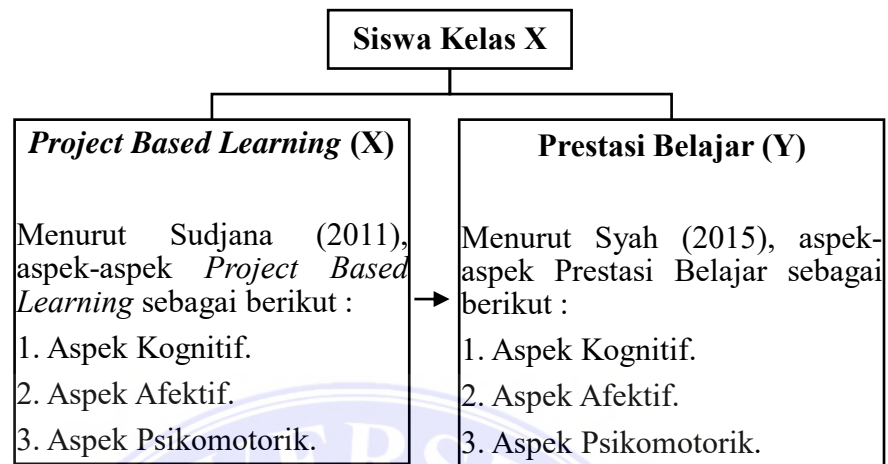 Siswa Kelas X
Project Based Learning (X)
Menurut Sudjana (2011),
aspek-aspek Project Based
Learning sebagai berikut :
1. Aspek Kognitif.
2. Aspek Afektif.
3. Aspek Psikomotorik.
Prestasi Belajar (Y)
Menurut Syah (2015), aspek-
aspek Prestasi Belajar sebagai
berikut :
1. Aspek Kognitif.
2. Aspek Afektif.
3. Aspek Psikomotorik.